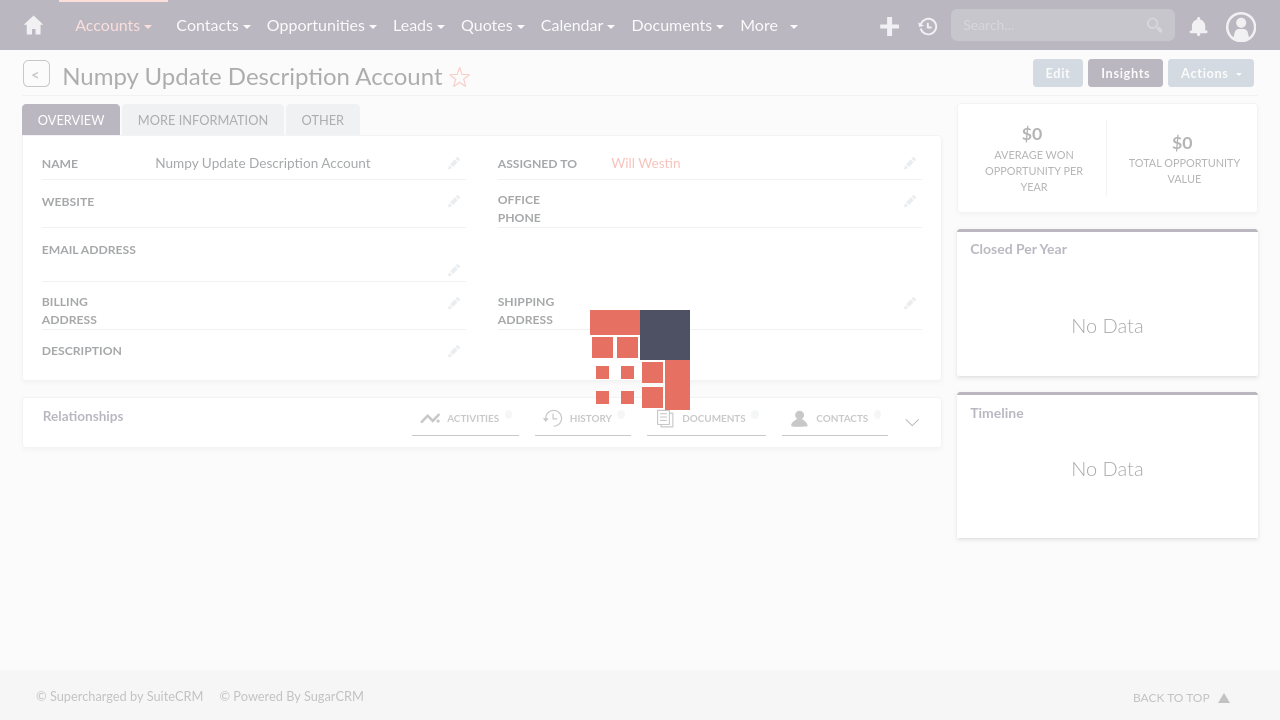 Accounts Contacts Opportunities Leads Quotes Calendar Documents More Search...
< Numpy Update Description Account Edit Insights Actions
OVERVIEW MORE INFORMATION OTHER
NAME Numpy Update Description Account
ASSIGNED TO Will Westin
WEBSITE
OFFICE
PHONE
EMAIL ADDRESS
BILLING
ADDRESS
SHIPPING
ADDRESS
DESCRIPTION
Relationships ACTIVITIES HISTORY DOCUMENTS CONTACTS
$0
AVERAGE WON
OPPORTUNITY PER
YEAR
$0
TOTAL OPPORTUNITY
VALUE
Closed Per Year
No Data
Timeline
No Data
© Supercharged by SuiteCRM © Powered By SugarCRM BACK TO TOP